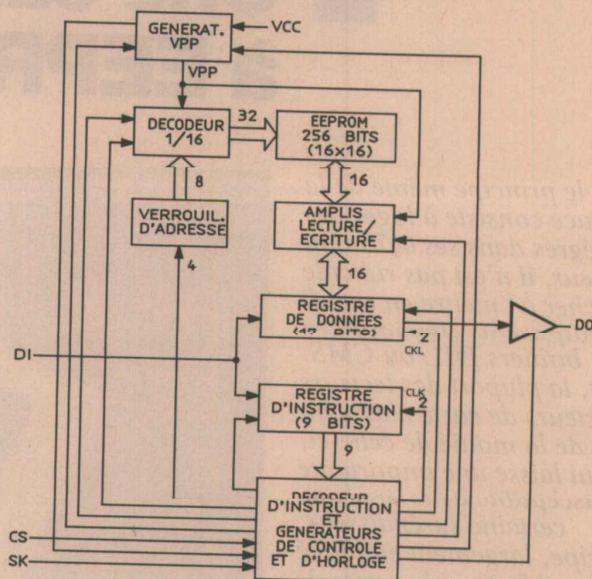 GENERAT.
VPP
VCC
VPP
DECODEUR
1/16
32
EEPROM
256 BITS
(16x16)
8
16
VERROUIL.
D'ADRESSE
AMPLIS
LECTURE/
ECRITURE
4
16
REGISTRE
DE DONNEES
2
CKL
DO
DI
REGISTRE
D'INSTRUCTION
(9 BITS)
CLK
2
9
DECODEUR
D'INSTRUCTION
ET
GENERATEURS
DE CONTROLE
ET D'HORLOGE
CS
SK